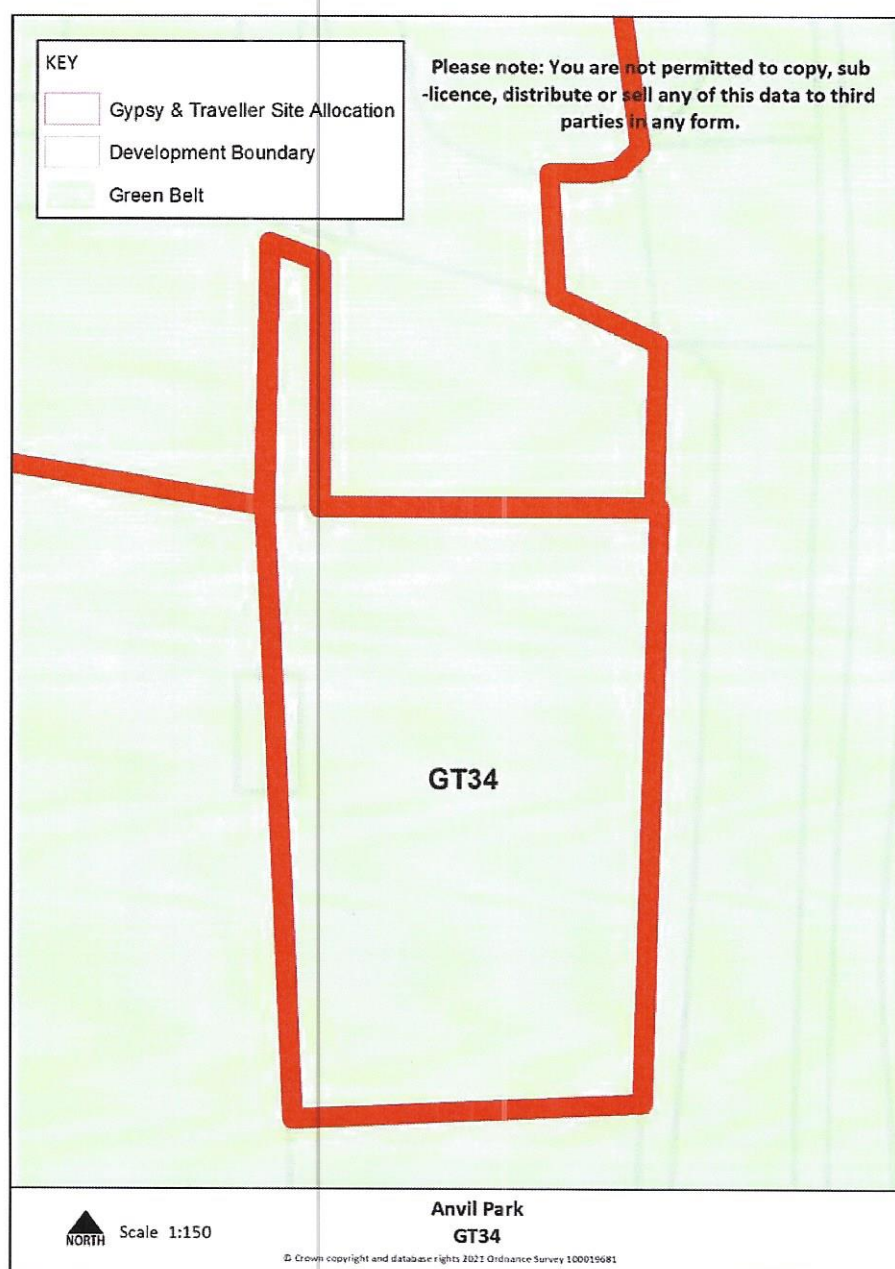 KEY
Gypsy & Traveller Site Allocation
Development Boundary
Green Belt
Please note: You are not permitted to copy, sub
-licence, distribute or sell any of this data to third
parties in any form.
GT34
NORTH
Scale 1:150
Anvil Park
GT34
© Crown copyright and database rights 2021 Ordnance Survey 100019681